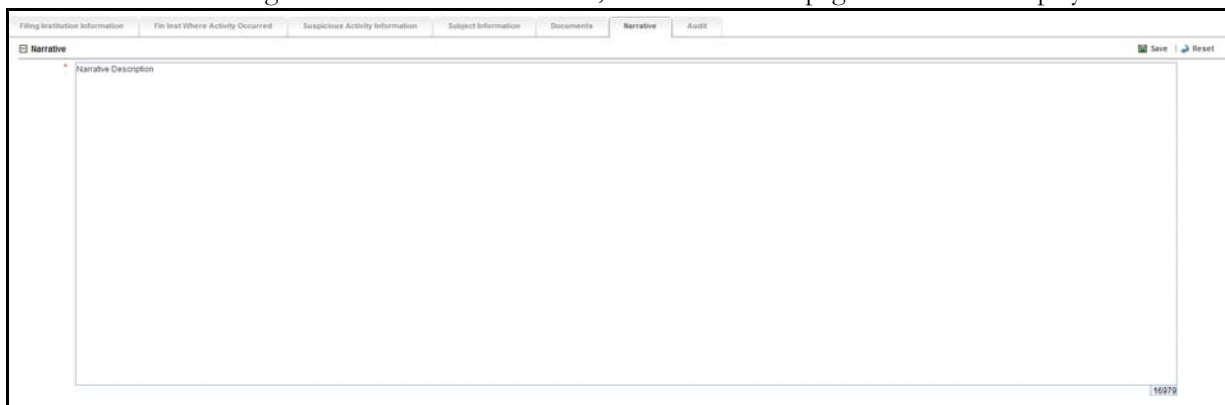 Filing Institution Information Fin Inst Where Activity Occurred Suspicious Activity Information Subject Information Documents Narrative Audit
Narrative Save | Reset
* Narrative Description
16979